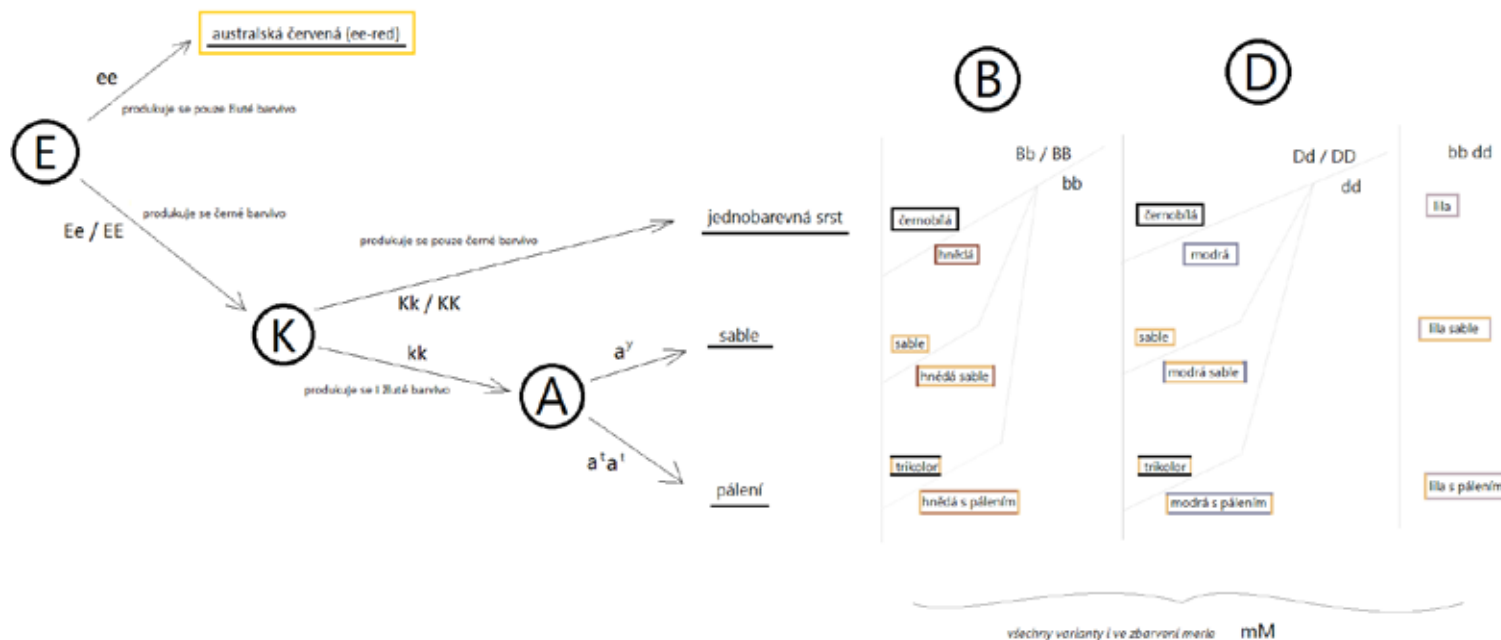 australská červená (ee-red)
ee
produkuje se pouze žluté barvivo
E
Ee / EE
produkuje se černé barvivo
K
produkuje se pouze černé barvivo
Kk / KK
jednobarevná srst
kk
produkuje se i žluté barvivo
A
aʸ
sable
aᵗaᵗ
pálení
B
Bb / BB
bb
černobílá
hnědá
sable
hnědá sable
trikolor
hnědá s pálením
D
Dd / DD
dd
černobílá
modrá
sable
modrá sable
trikolor
modrá s pálením
bb dd
lila
lila sable
lila s pálením
všechny varianty i ve zbarvení merle mM